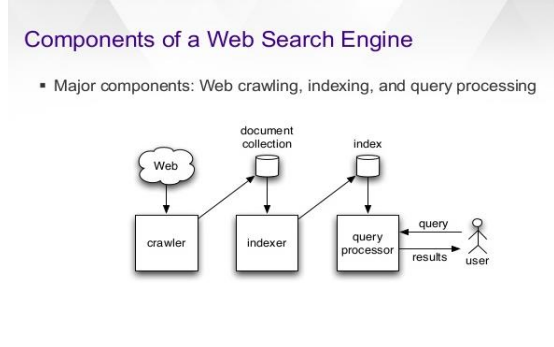 Components of a Web Search Engine
▪ Major components: Web crawling, indexing, and query processing
document
collection
index
Web
crawler
indexer
query
processor
query
results
user